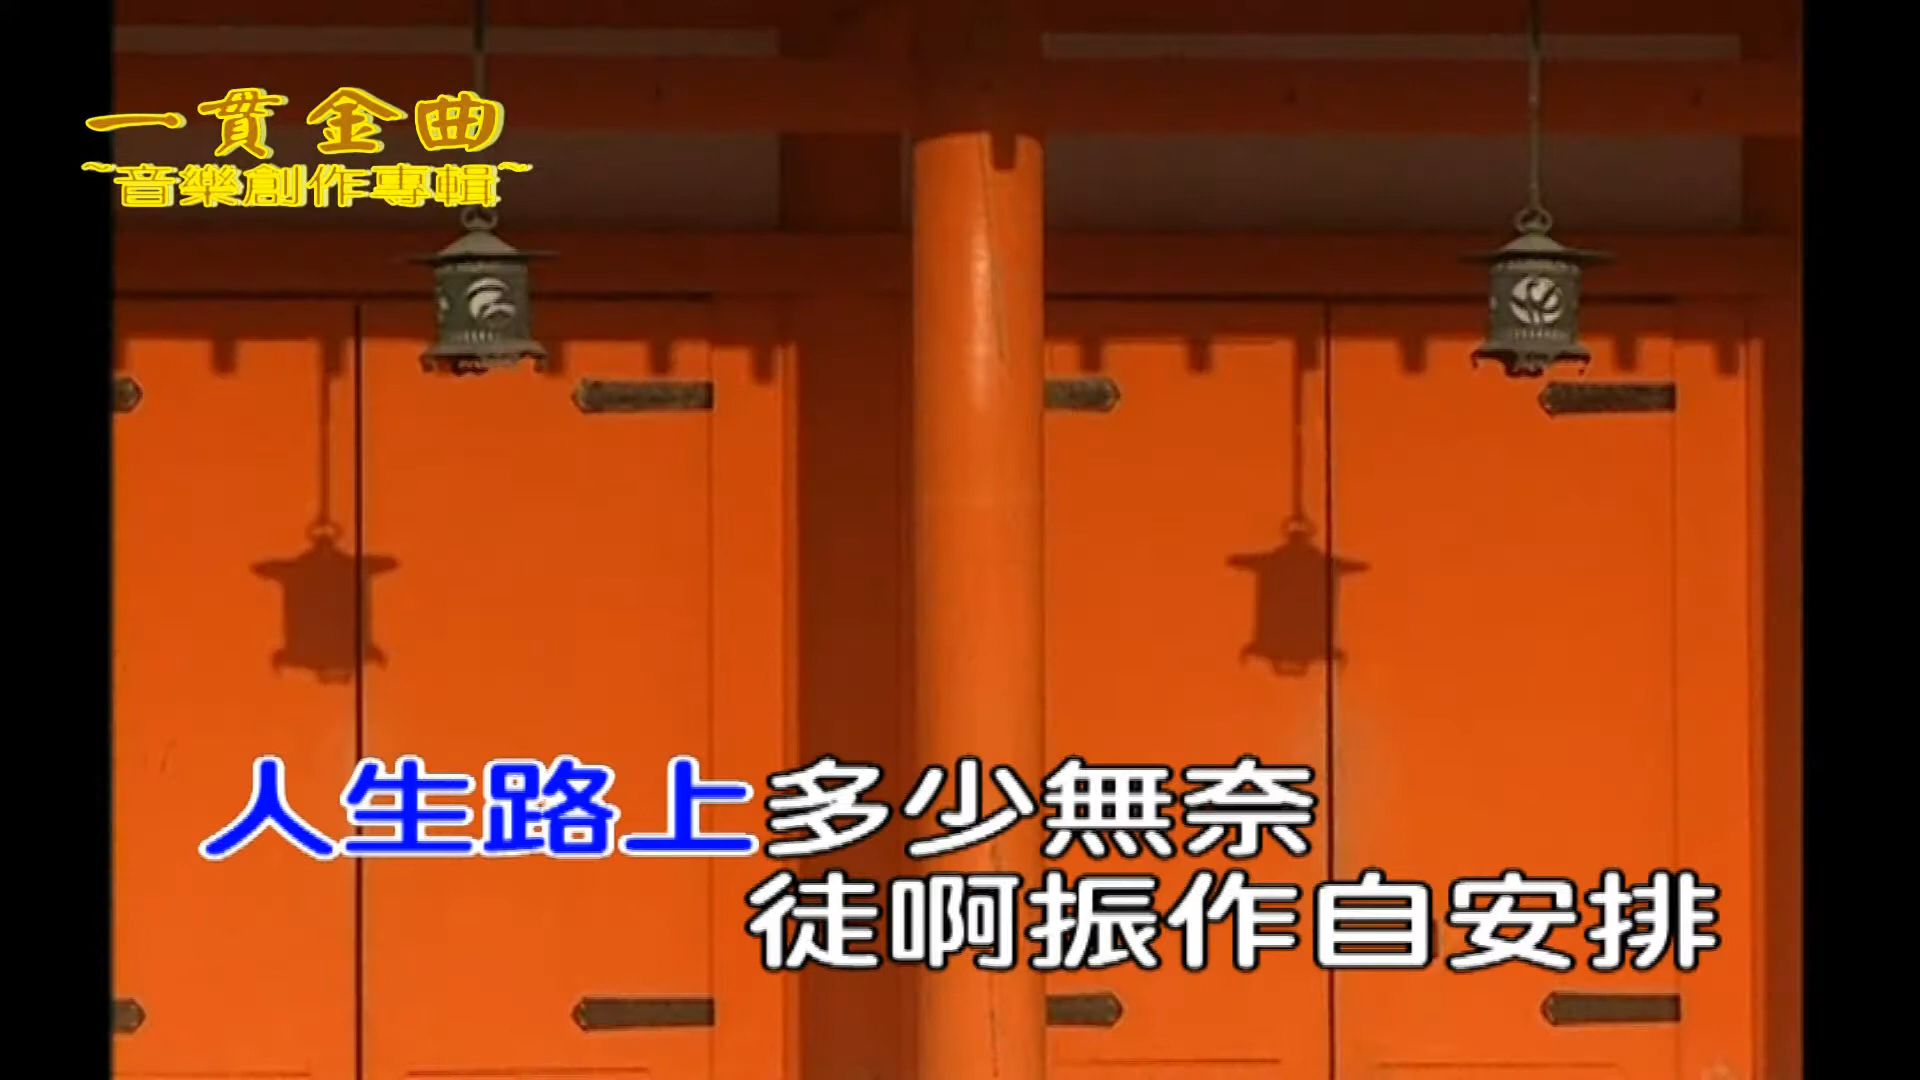 一貫金曲
~音樂創作專輯~
人生路上多少無奈
徒啊振作自安排